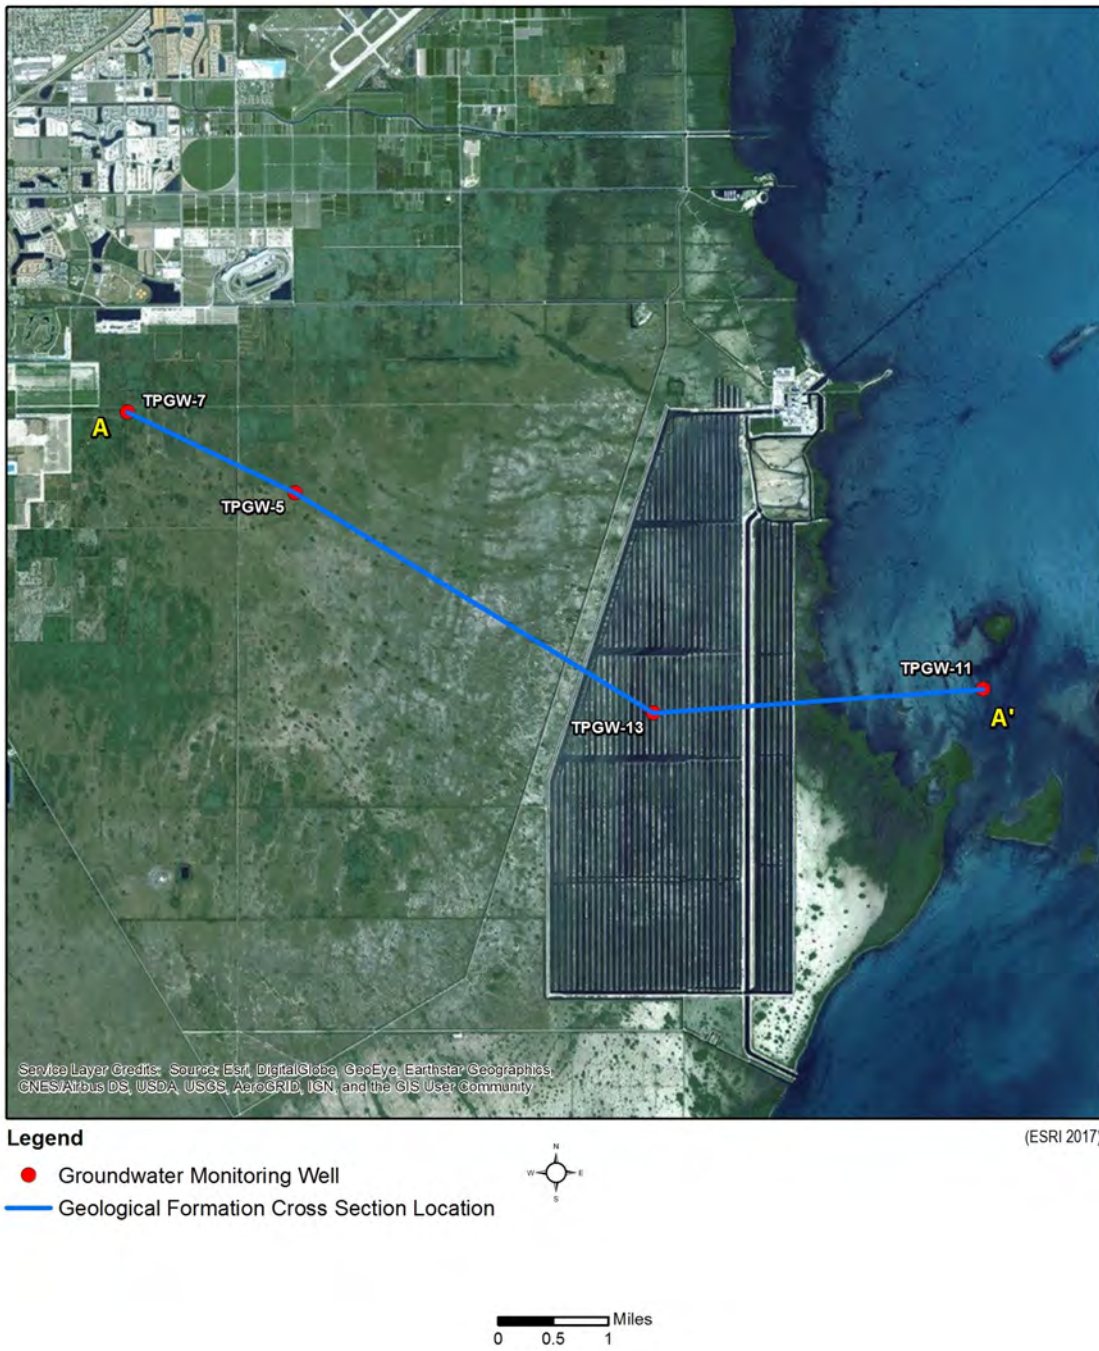 TPGW-7
A
TPGW-5
TPGW-11
TPGW-13
A'
Service Layer Credits: Source: Esri, DigitalGlobe, GeoEye, Earthstar Geographics,
CNES/Airbus DS, USDA, USGS, AeroGRID, IGN, and the GIS User Community
Legend
(ESRI 2017)
N
W E
S
Groundwater Monitoring Well
Geological Formation Cross Section Location
Miles
0 0.5 1